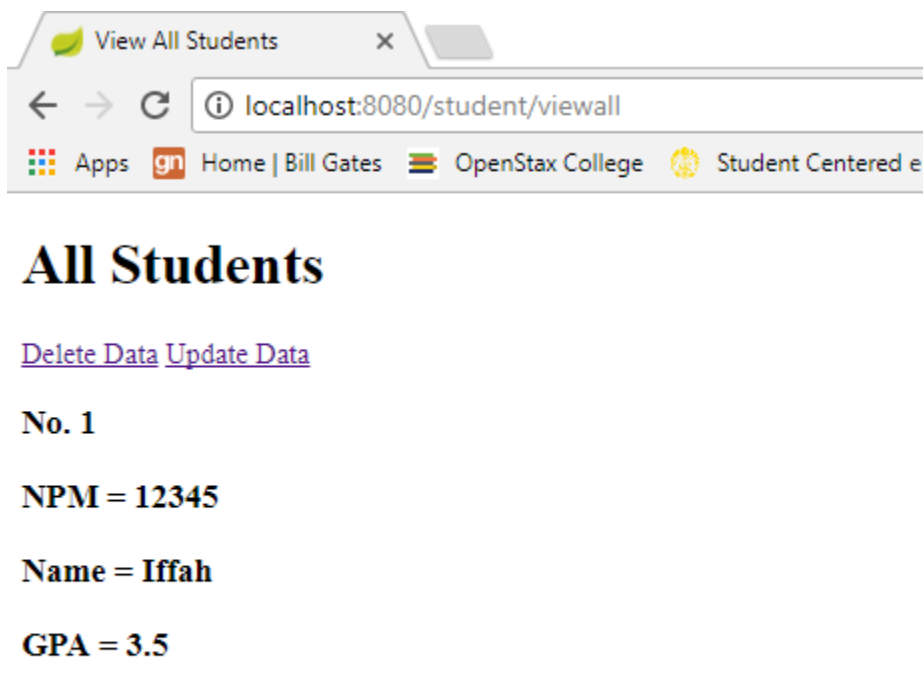 View All Students
localhost:8080/student/viewall
Apps gn Home | Bill Gates OpenStax College Student Centered e
All Students
Delete Data Update Data
No. 1
NPM = 12345
Name = Iffah
GPA = 3.5